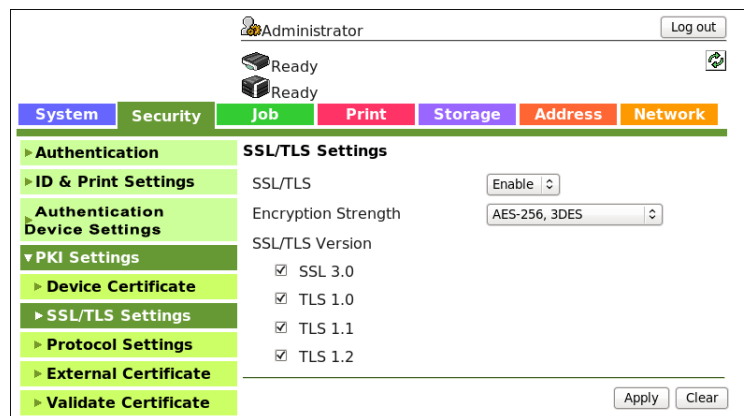 Administrator
Log out
Ready
Ready
System
Security
Job
Print
Storage
Address
Network
Authentication
ID & Print Settings
Authentication
Device Settings
PKI Settings
Device Certificate
SSL/TLS Settings
Protocol Settings
External Certificate
Validate Certificate
SSL/TLS Settings
SSL/TLS
Enable
Encryption Strength
AES-256, 3DES
SSL/TLS Version
SSL 3.0
TLS 1.0
TLS 1.1
TLS 1.2
Apply
Clear